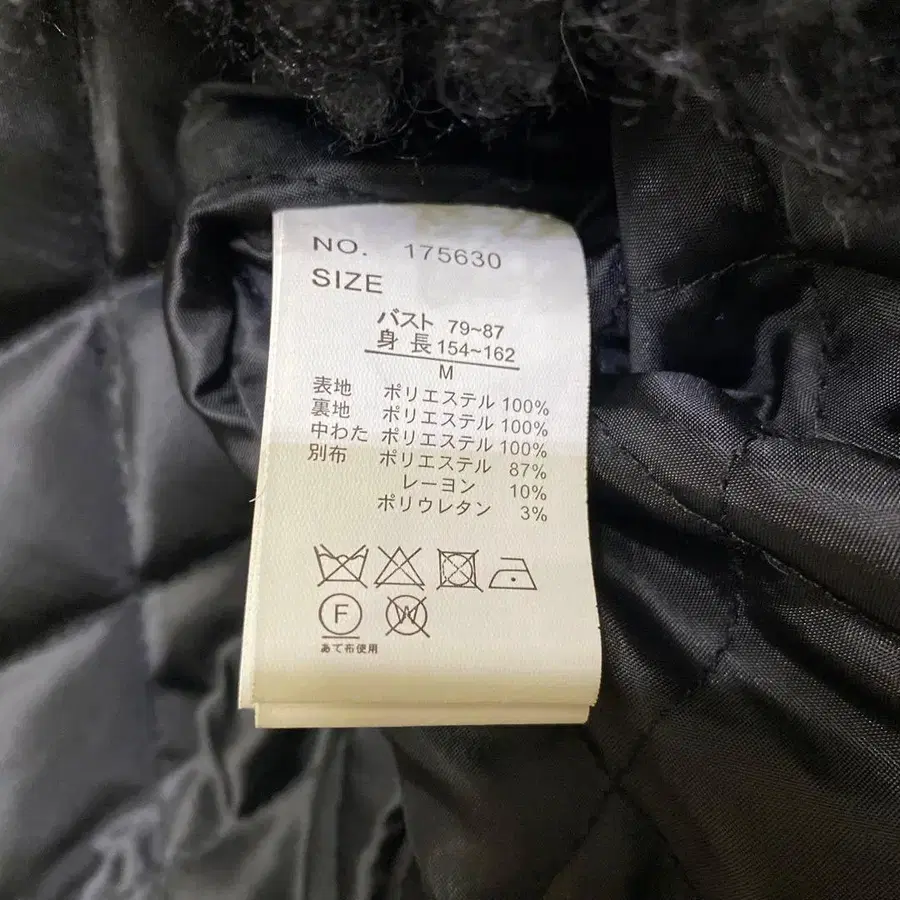 NO. 175630
SIZE
バスト 79~87
身長 154~162
M
表地 ポリエステル 100%
裏地 ポリエステル 100%
中わた ポリエステル 100%
別布 ポリエステル 87%
レーヨン 10%
ポリウレタン 3%
F W
あて布使用